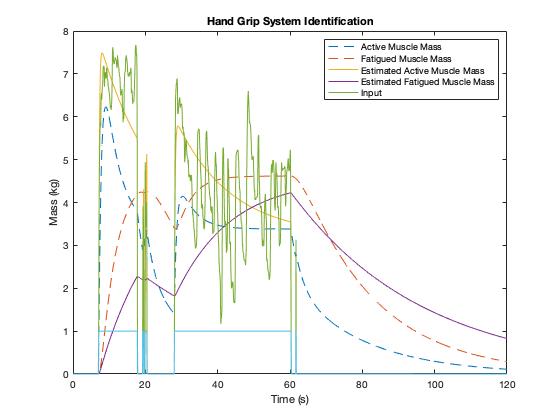 Hand Grip System Identification
8
7
6
5
4
3
2
1
0
Mass (kg)
Active Muscle Mass
Fatigued Muscle Mass
Estimated Active Muscle Mass
Estimated Fatigued Muscle Mass
Input
0 20 40 60 80 100 120
Time (s)